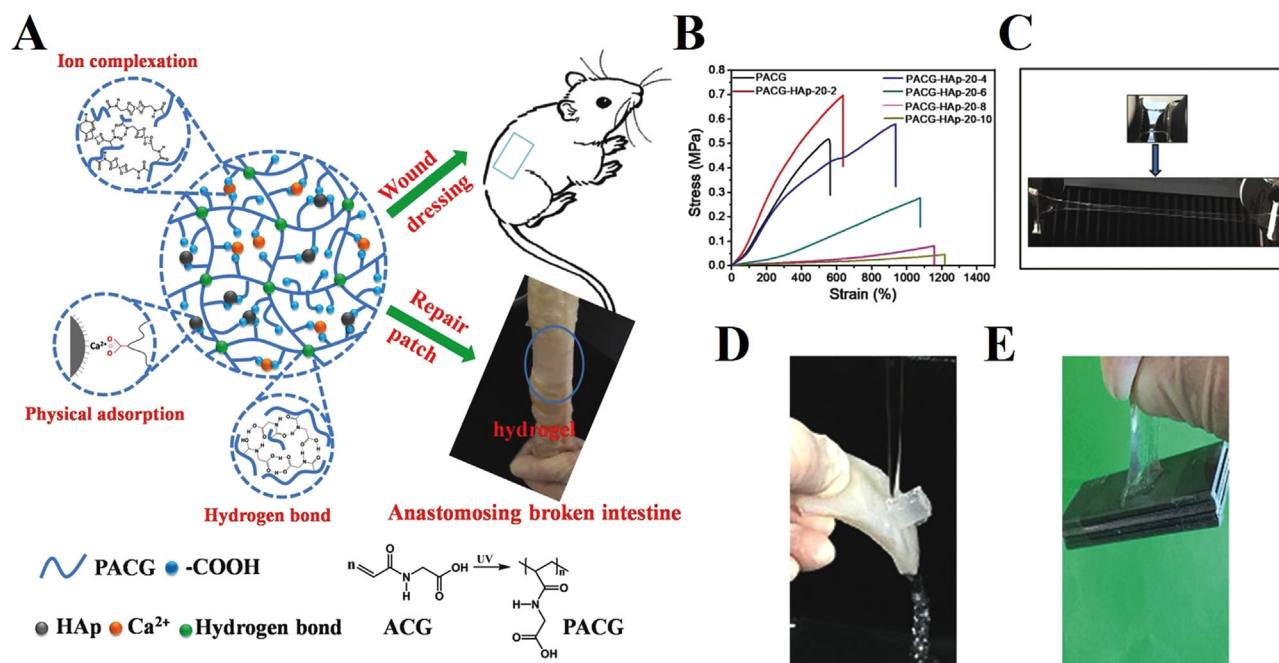 A
Ion complexation
Physical adsorption
Ca²⁺
O
O
Hydrogen bond
Wound
dressing
Repair
patch
hydrogel
Anastomosing broken intestine
PACG
-COOH
HAp
Ca²⁺
Hydrogen bond
n
O
N
H
OH
O
UV
ACG
n
O
H-N
O
OH
PACG
B
PACG
PACG-HAp-20-2
PACG-HAp-20-4
PACG-HAp-20-6
PACG-HAp-20-8
PACG-HAp-20-10
Stress (MPa)
0.8
0.7
0.6
0.5
0.4
0.3
0.2
0.1
0.0
0 200 400 600 800 1000 1200 1400
Strain (%)
C
D
E